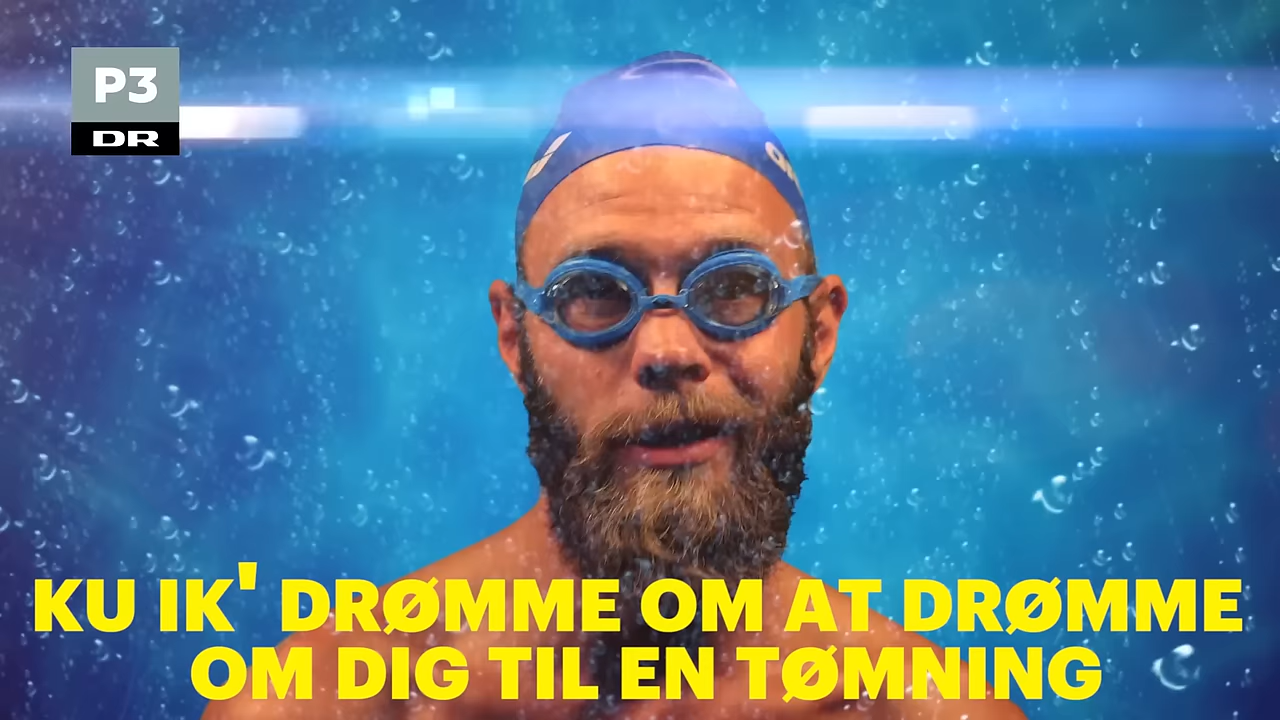 P3
DR
KU IK' DRØMME OM AT DRØMME
OM DIG TIL EN TØMNING